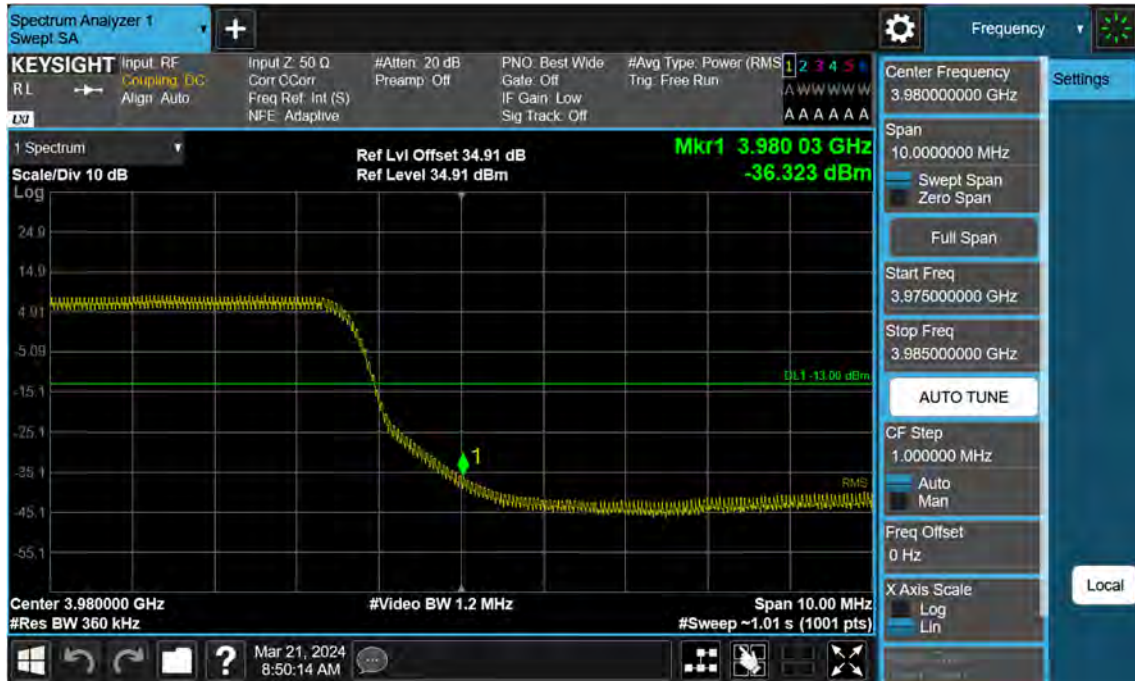 Spectrum Analyzer 1
Swept SA
+
Frequency
KEYSIGHT
RL
LXI
Input: RF
Coupling: DC
Align: Auto
Input Z: 50 Ω
Corr CCorr
Freq Ref: Int (S)
NFE: Adaptive
#Atten: 20 dB
Preamp: Off
PNO: Best Wide
Gate: Off
IF Gain: Low
Sig Track: Off
#Avg Type: Power (RMS
Trig: Free Run
1 2 3 4 5 6
A W W W W W
A A A A A A
1 Spectrum
Scale/Div 10 dB
Ref Lvl Offset 34.91 dB
Ref Level 34.91 dBm
Mkr1 3.980 03 GHz
-36.323 dBm
Log
24.9
14.9
4.91
-5.09
DL1 -13.00 dBm
-15.1
-25.1
1
-35.1
RMS
-45.1
-55.1
Center 3.980000 GHz
#Video BW 1.2 MHz
Span 10.00 MHz
#Res BW 360 kHz
#Sweep ~1.01 s (1001 pts)
Center Frequency
3.980000000 GHz
Span
10.0000000 MHz
Swept Span
Zero Span
Full Span
Start Freq
3.975000000 GHz
Stop Freq
3.985000000 GHz
AUTO TUNE
CF Step
1.000000 MHz
Auto
Man
Freq Offset
0 Hz
X Axis Scale
Log
Lin
Settings
Local
?
Mar 21, 2024
8:50:14 AM